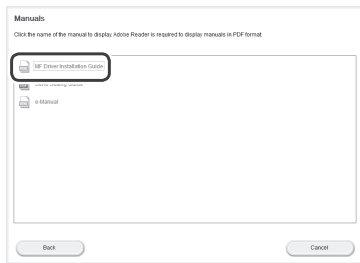 Manuals
Click the name of the manual to display. Adobe Reader is required to display manuals in PDF format.
MF Driver Installation Guide
e-Manual
Back
Cancel